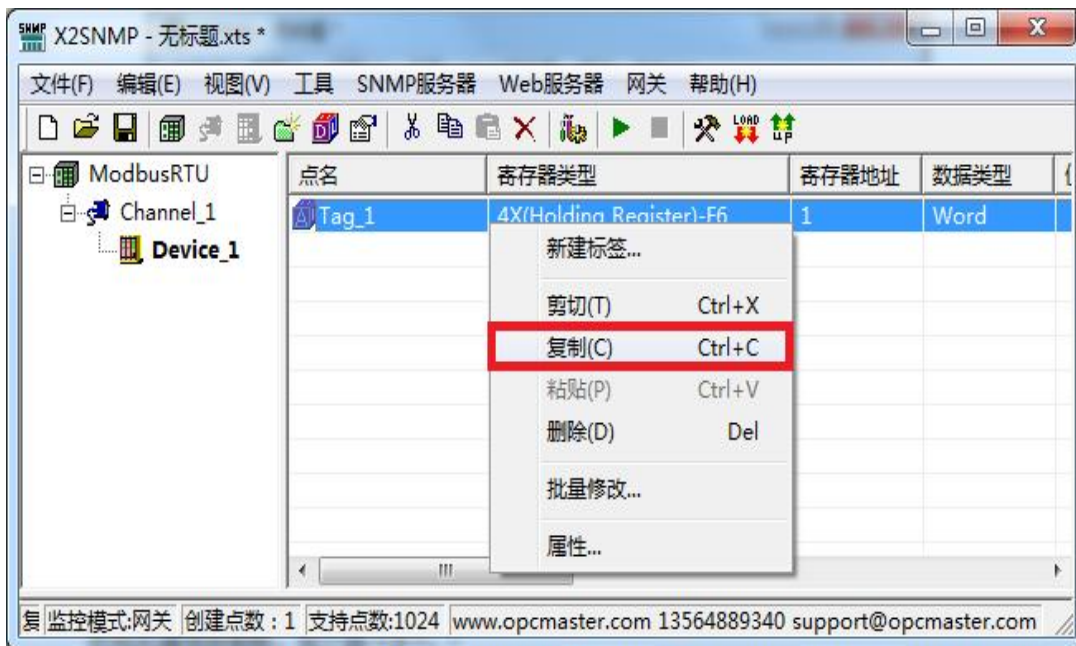 SNMP X2SNMP - 无标题.xts *
文件(F) 编辑(E) 视图(V) 工具 SNMP服务器 Web服务器 网关 帮助(H)
LOAD UP
ModbusRTU
Channel_1
Device_1
点名 寄存器类型 寄存器地址 数据类型
Tag_1 4X(Holding Register)-F6 1 Word
新建标签...
剪切(T) Ctrl+X
复制(C) Ctrl+C
粘贴(P) Ctrl+V
删除(D) Del
批量修改...
属性...
复 监控模式:网关 创建点数 : 1 支持点数:1024 www.opcmaster.com 13564889340 support@opcmaster.com